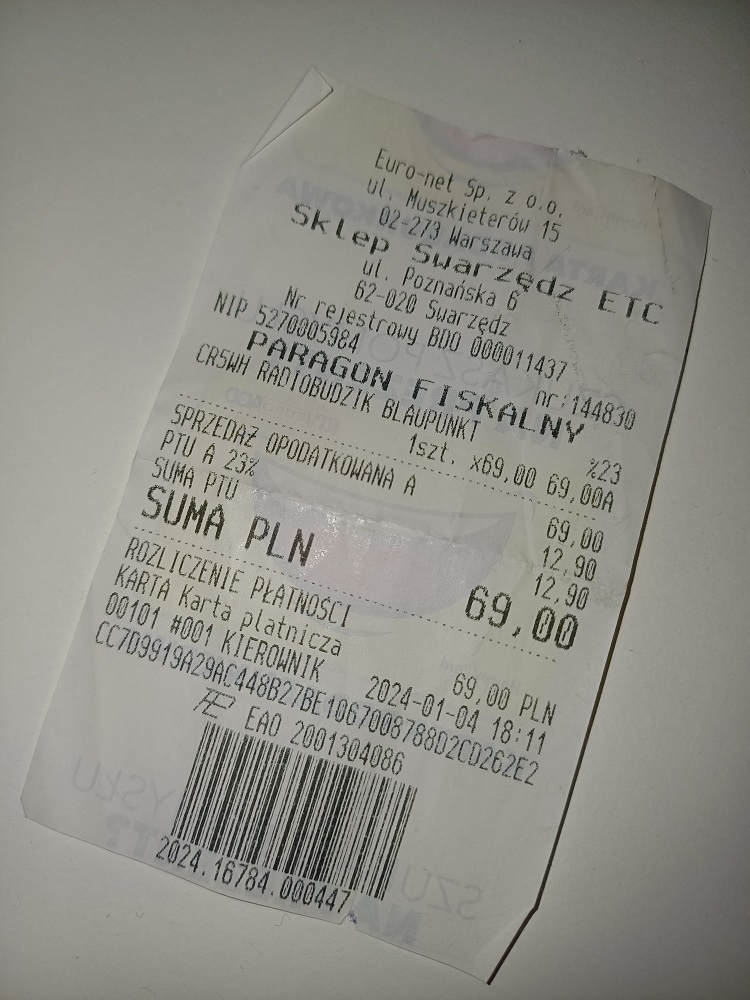 Euro-net Sp. z o.o.
ul. Muszkieterów 15
02-273 Warszawa
Sklep Swarzędz ETC
ul. Poznańska 6
62-020 Swarzędz
Nr rejestrowy BDO 000011437
NIP 5270005984 nr:144830
PARAGON FISKALNY
CR5WH RADIOBUDZIK BLAUPUNKT %23
1szt. x69,00 69,00A
SPRZEDAŻ OPODATKOWANA A 69,00
PTU A 23% 12,90
SUMA PTU 12,90
SUMA PLN 69,00
ROZLICZENIE PŁATNOŚCI
KARTA Karta płatnicza 69,00 PLN
00101 #001 KIEROWNIK 2024-01-04 18:11
CC7D9919A29AC448B27BE1067008788D2CD262E2
EAO 2001304086
2024.16784.000447